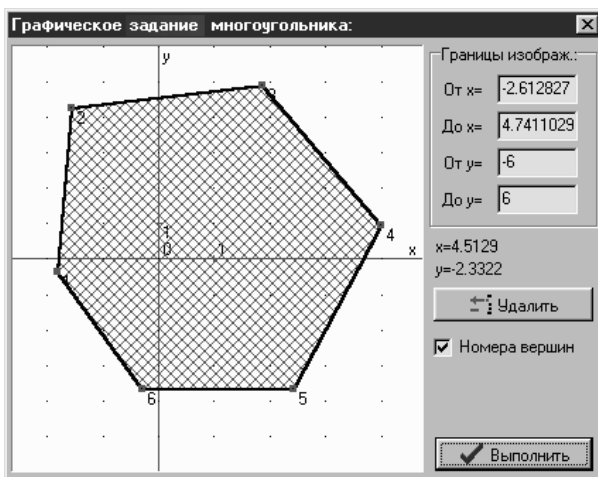 Графическое задание многоугольника:
y
2
3
4
1
0
1
x
1
6
5
Границы изображ.:
От x= -2.612827
До x= 4.7411029
От y= -6
До y= 6
x=4.5129
y=-2.3322
Удалить
Номера вершин
Выполнить